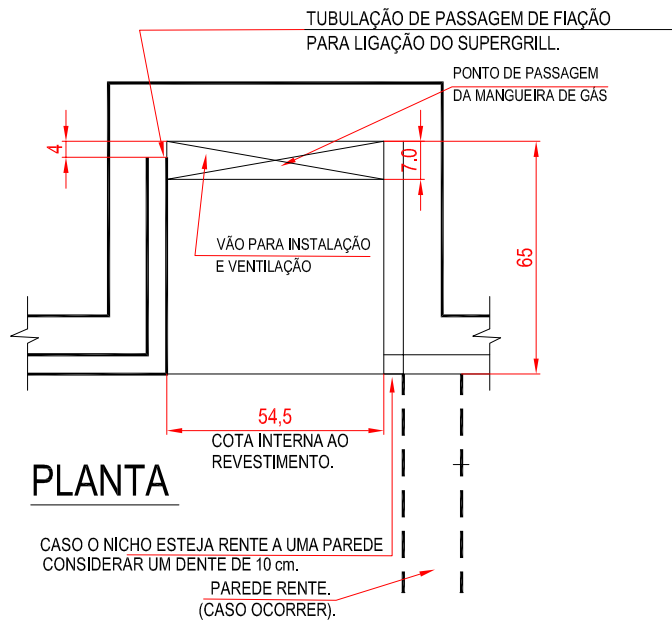 TUBULAÇÃO DE PASSAGEM DE FIAÇÃO
PARA LIGAÇÃO DO SUPERGRILL.
PONTO DE PASSAGEM
DA MANGUEIRA DE GÁS
4
7.0
VÃO PARA INSTALAÇÃO
E VENTILAÇÃO
65
54,5
COTA INTERNA AO
REVESTIMENTO.
PLANTA
CASO O NICHO ESTEJA RENTE A UMA PAREDE
CONSIDERAR UM DENTE DE 10 cm.
PAREDE RENTE.
(CASO OCORRER).